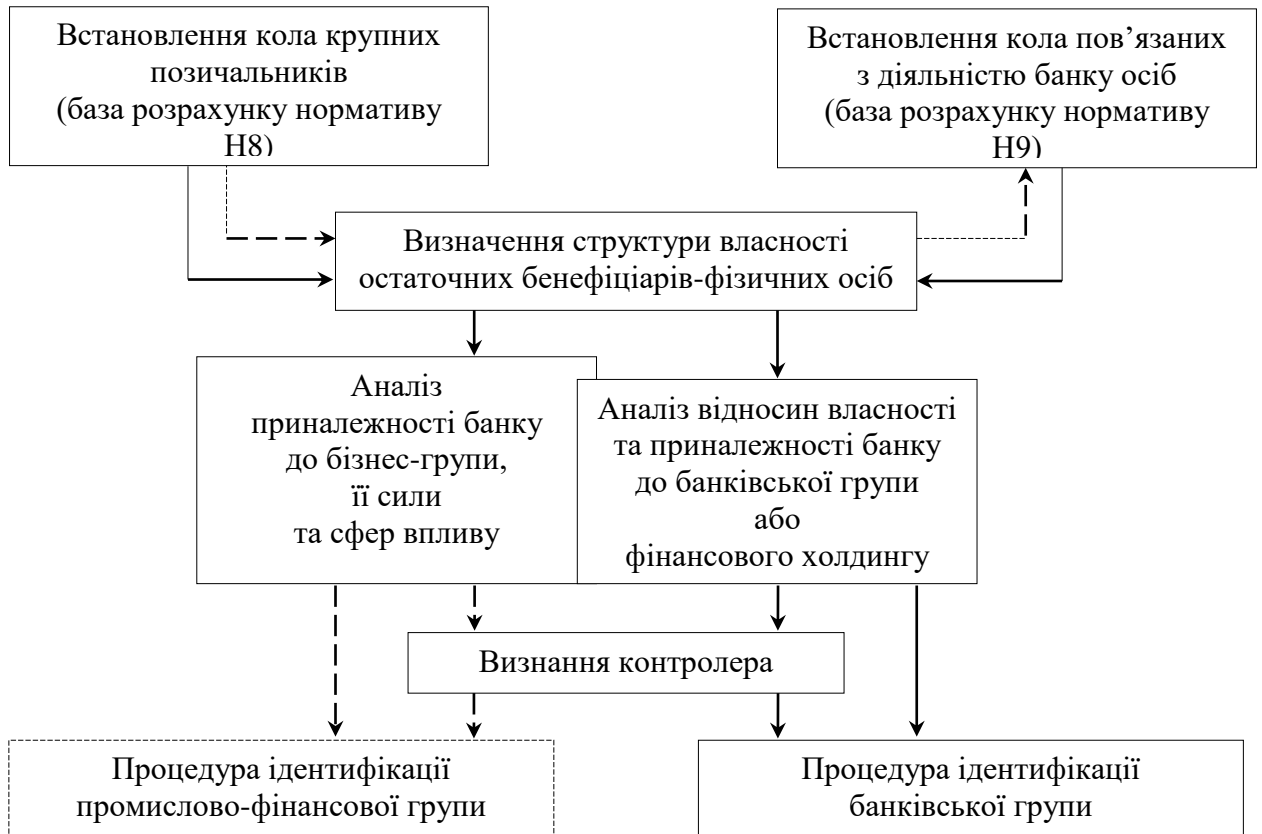 Встановлення кола крупних
позичальників
(база розрахунку нормативу
Н8)
Встановлення кола пов’язаних
з діяльністю банку осіб
(база розрахунку нормативу
Н9)
Визначення структури власності
остаточних бенефіціарів-фізичних осіб
Аналіз
приналежності банку
до бізнес-групи,
її сили
та сфер впливу
Аналіз відносин власності
та приналежності банку
до банківської групи
або
фінансового холдингу
Визнання контролера
Процедура ідентифікації
промислово-фінансової групи
Процедура ідентифікації
банківської групи